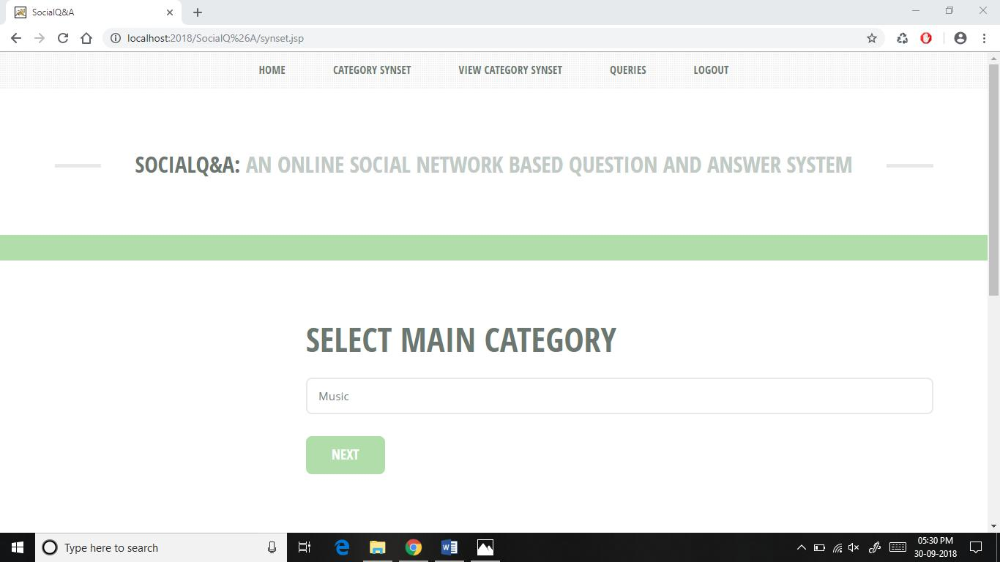 SocialQ&A
localhost:2018/SocialQ%26A/synset.jsp
HOME CATEGORY SYNSET VIEW CATEGORY SYNSET QUERIES LOGOUT
SOCIALQ&A: AN ONLINE SOCIAL NETWORK BASED QUESTION AND ANSWER SYSTEM
SELECT MAIN CATEGORY
Music
NEXT
Type here to search
05:30 PM
30-09-2018